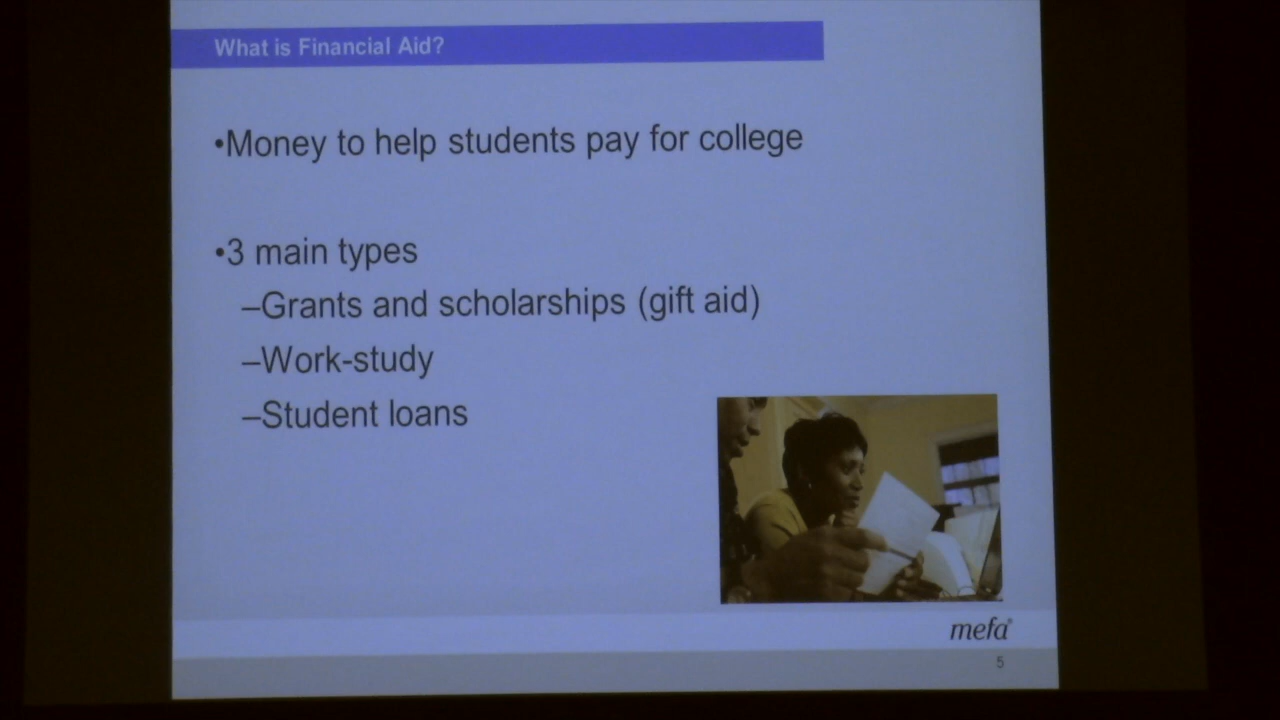 What is Financial Aid?
•Money to help students pay for college
•3 main types
–Grants and scholarships (gift aid)
–Work-study
–Student loans
mefa®
5